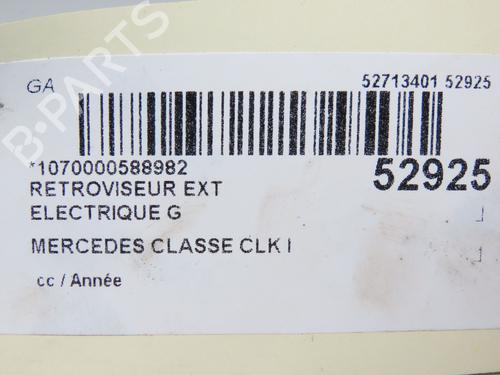 GA
52713401 52925
*1070000588982
52925
RETROVISEUR EXT
ELECTRIQUE G
MERCEDES CLASSE CLK I
cc / Année
B-PARTS